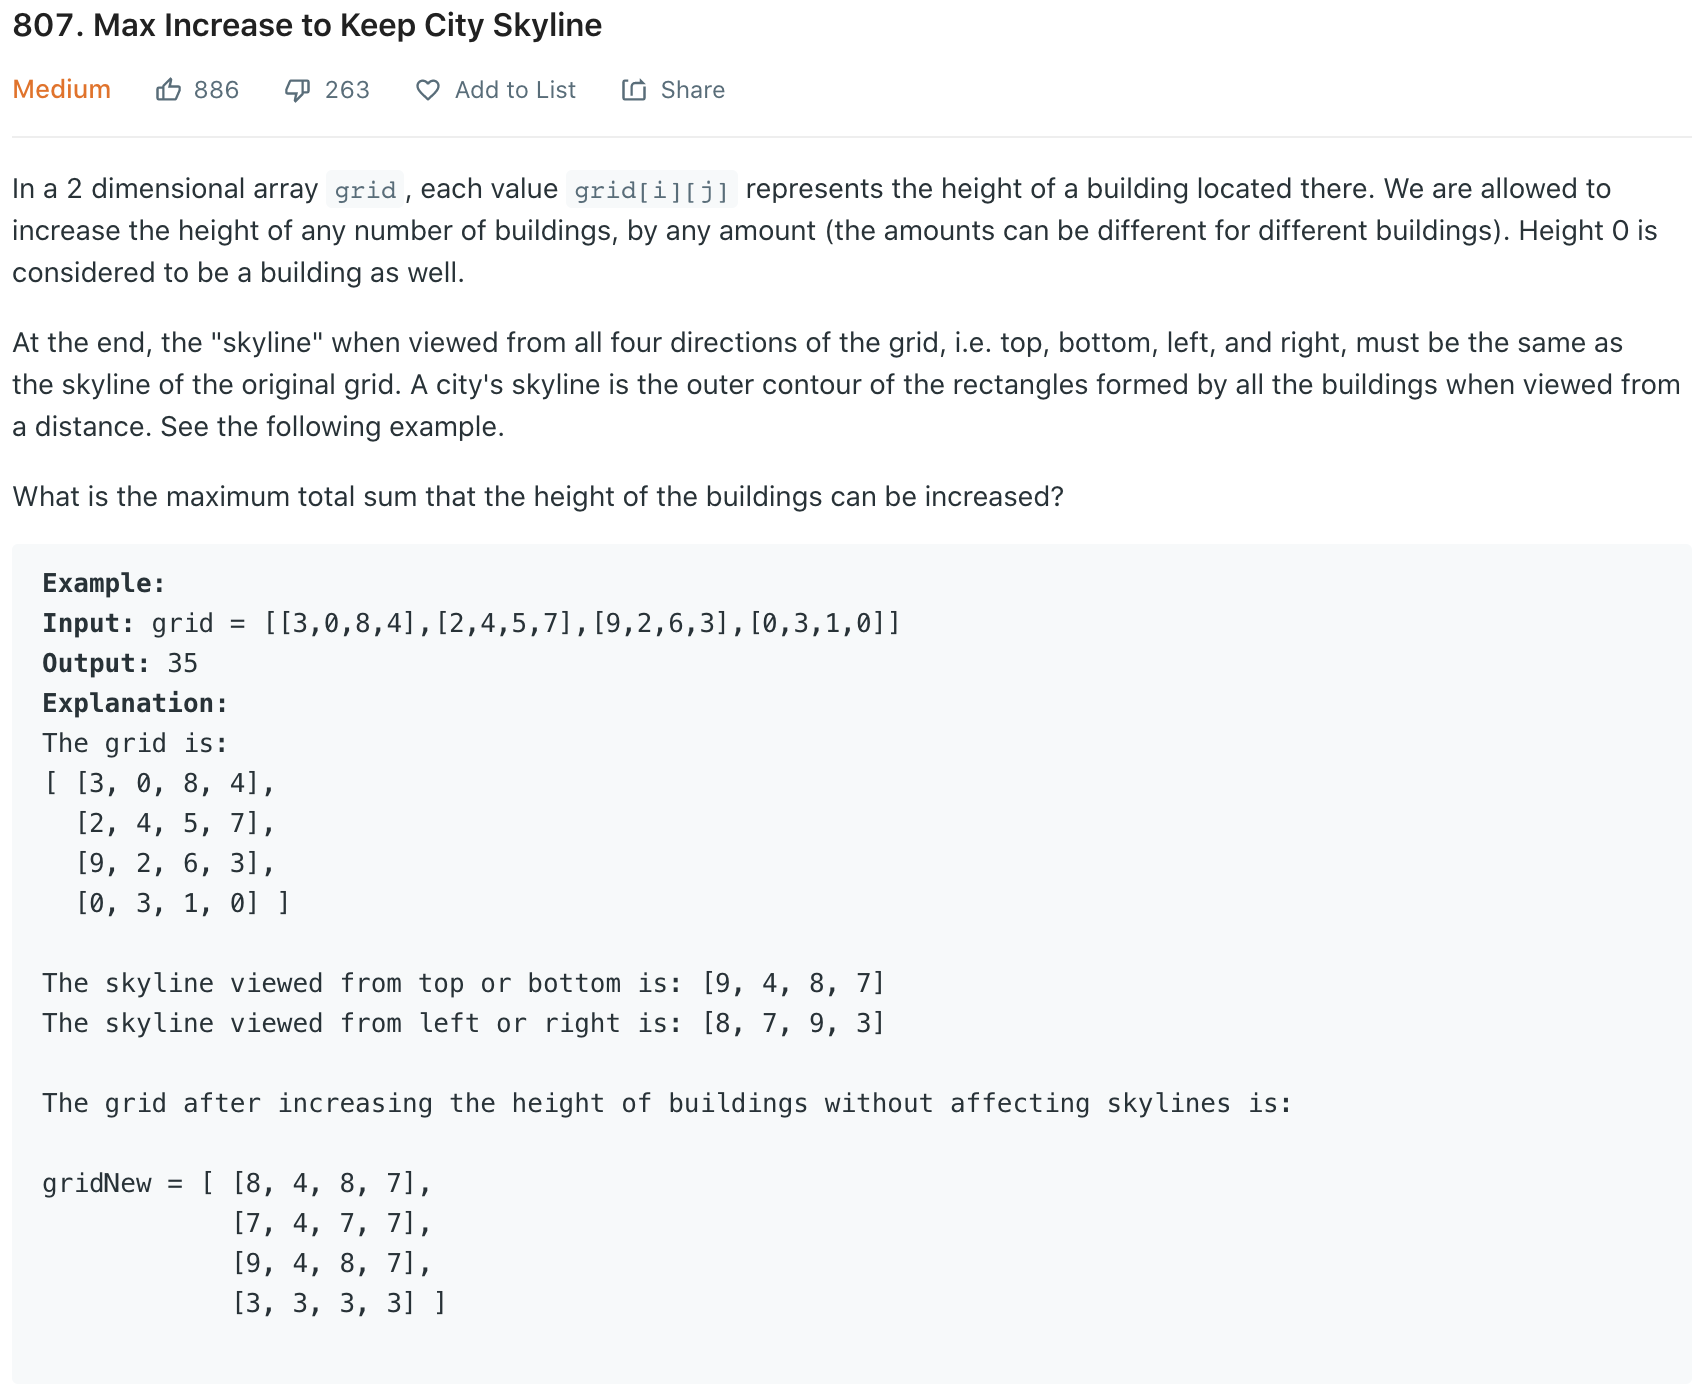 807. Max Increase to Keep City Skyline
Medium 886 263 Add to List Share
In a 2 dimensional array grid, each value grid[i][j] represents the height of a building located there. We are allowed to
increase the height of any number of buildings, by any amount (the amounts can be different for different buildings). Height 0 is
considered to be a building as well.
At the end, the "skyline" when viewed from all four directions of the grid, i.e. top, bottom, left, and right, must be the same as
the skyline of the original grid. A city's skyline is the outer contour of the rectangles formed by all the buildings when viewed from
a distance. See the following example.
What is the maximum total sum that the height of the buildings can be increased?
Example:
Input: grid = [[3,0,8,4],[2,4,5,7],[9,2,6,3],[0,3,1,0]]
Output: 35
Explanation:
The grid is:
[ [3, 0, 8, 4],
[2, 4, 5, 7],
[9, 2, 6, 3],
[0, 3, 1, 0] ]
The skyline viewed from top or bottom is: [9, 4, 8, 7]
The skyline viewed from left or right is: [8, 7, 9, 3]
The grid after increasing the height of buildings without affecting skylines is:
gridNew = [ [8, 4, 8, 7],
[7, 4, 7, 7],
[9, 4, 8, 7],
[3, 3, 3, 3] ]